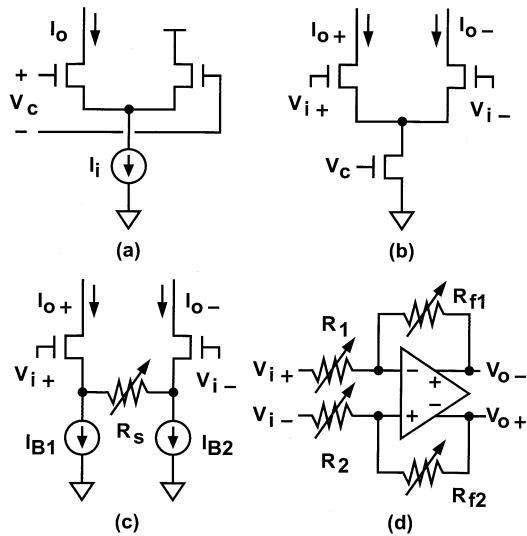 Io
+
Vc
–
Ii
(a)
Io+
Io–
Vi+
Vi–
Vc
(b)
Io+
Io–
Vi+
Vi–
Rs
IB1
IB2
(c)
Rf1
R1
Vi+
–
+
Vo–
Vi–
+
–
Vo+
R2
Rf2
(d)